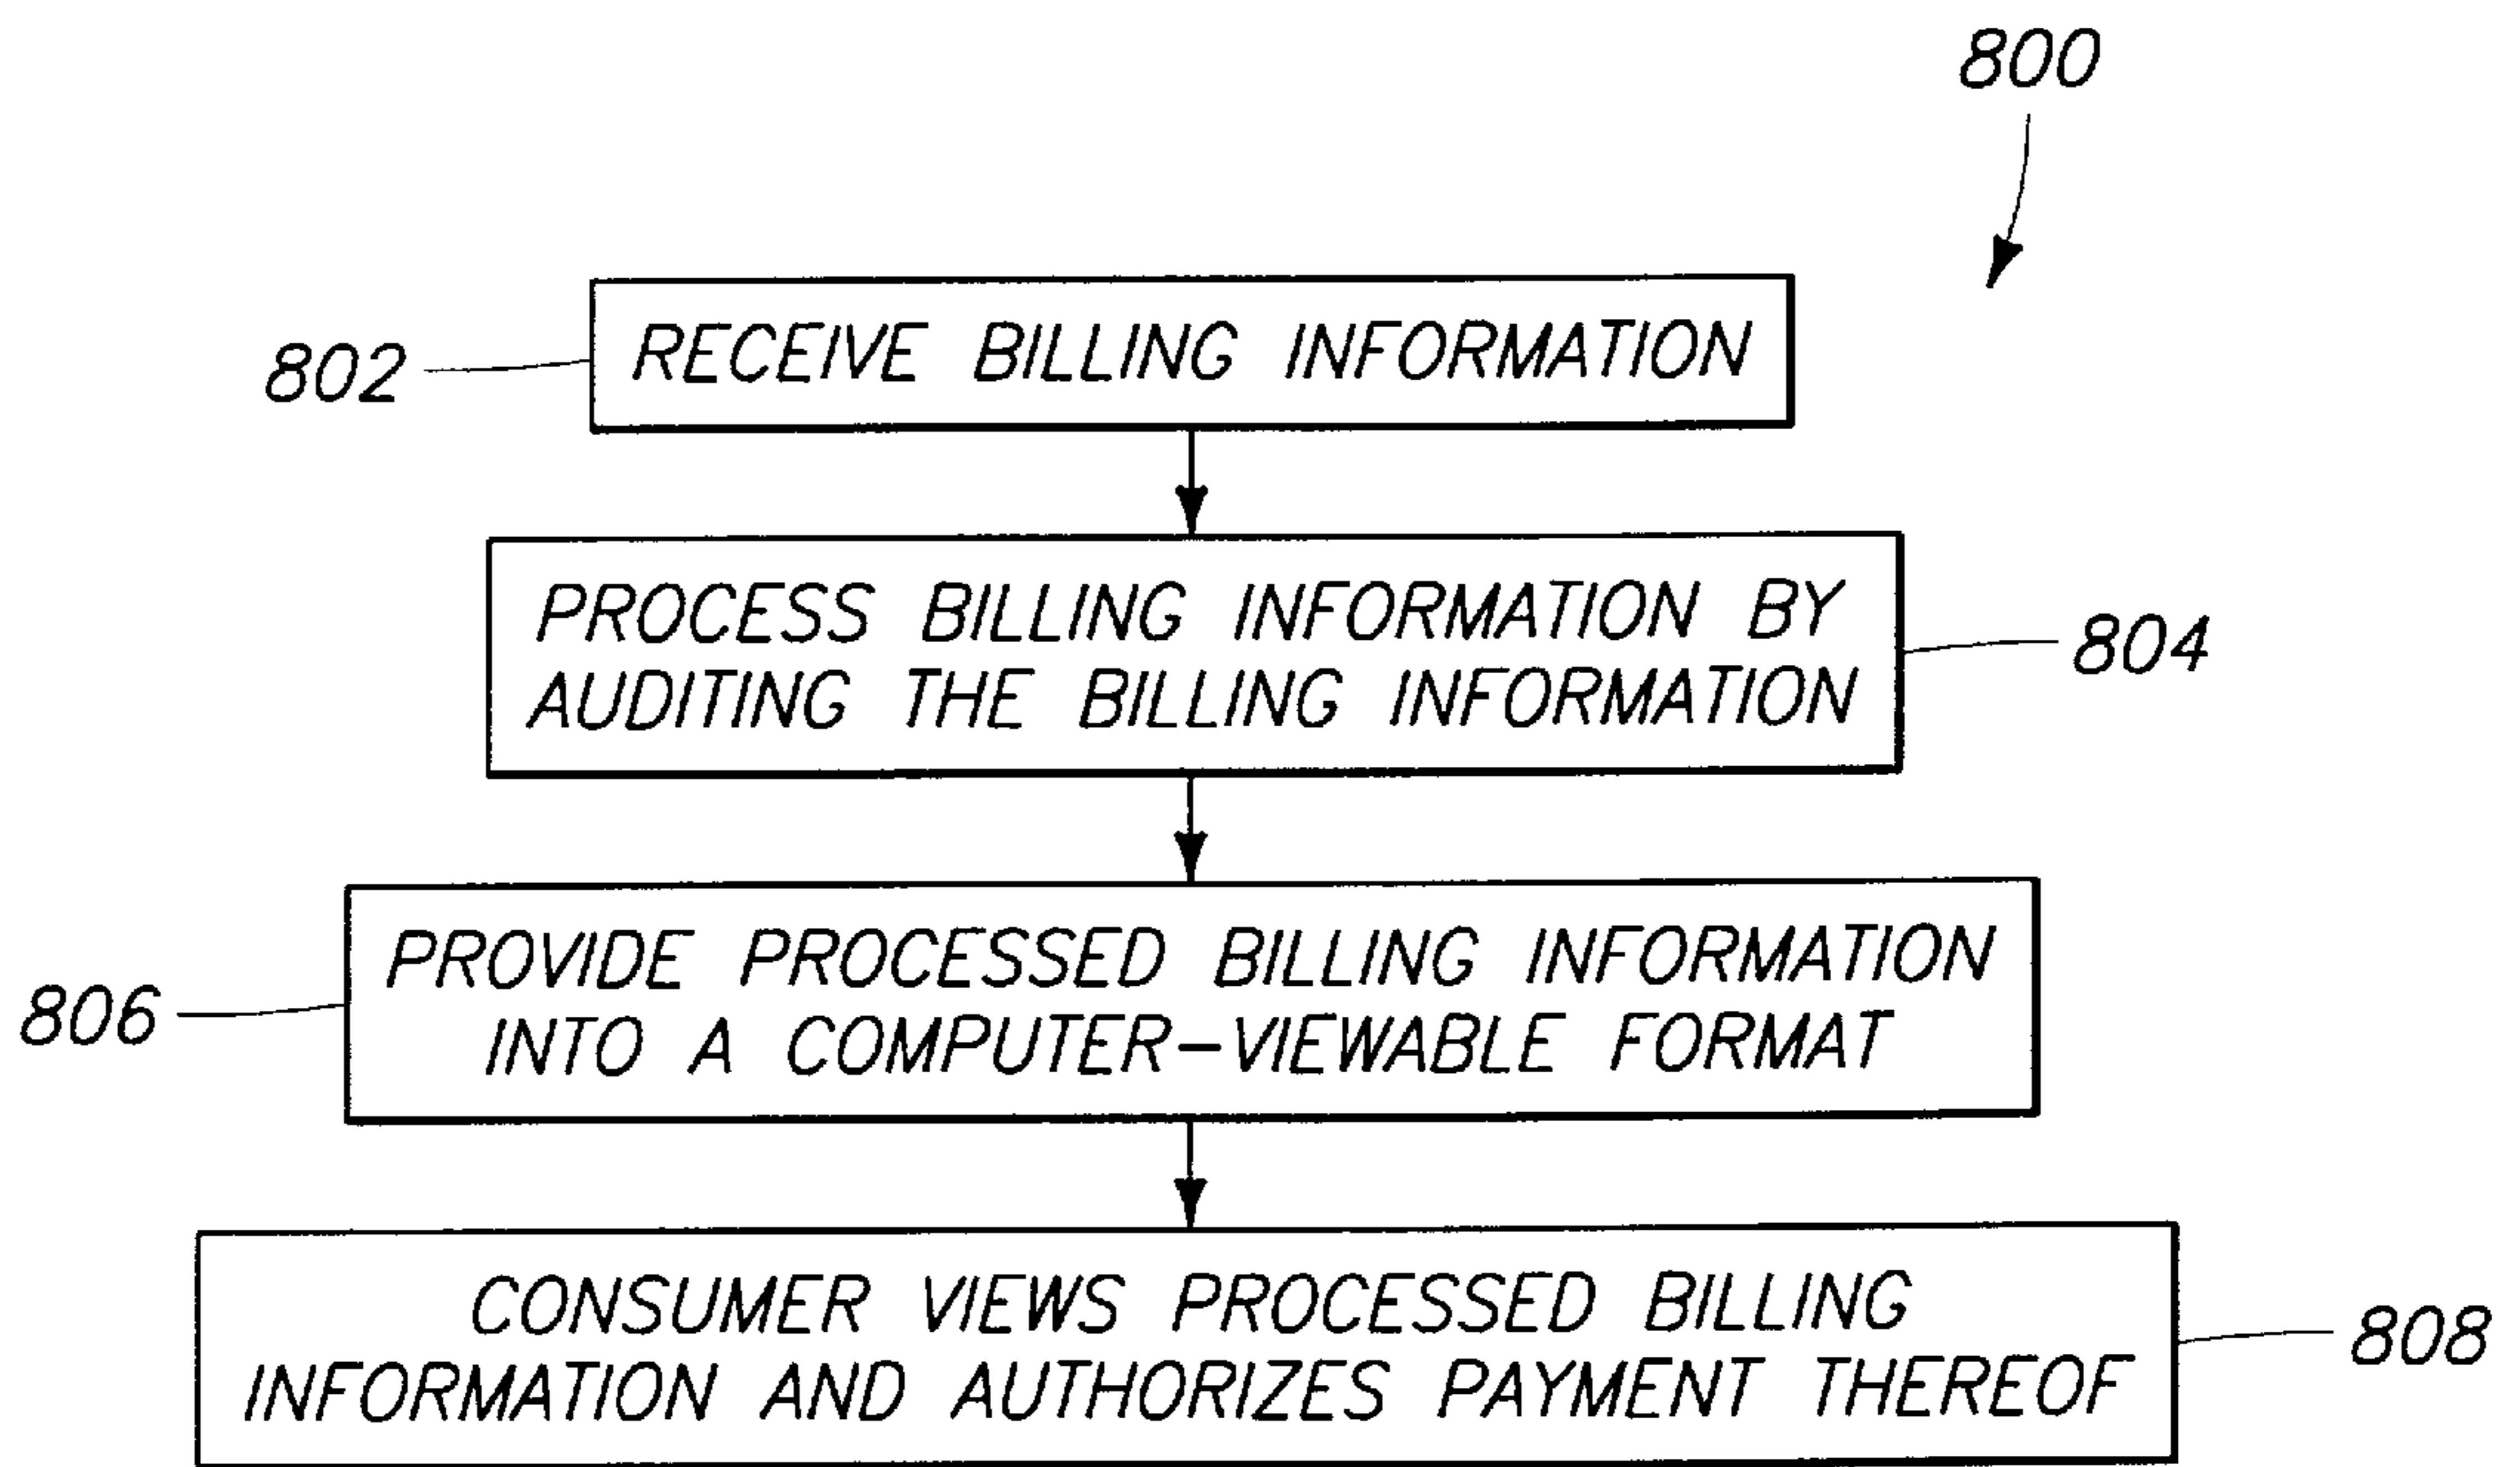 800
802
RECEIVE BILLING INFORMATION
PROCESS BILLING INFORMATION BY
AUDITING THE BILLING INFORMATION
804
PROVIDE PROCESSED BILLING INFORMATION
INTO A COMPUTER-VIEWABLE FORMAT
806
CONSUMER VIEWS PROCESSED BILLING
INFORMATION AND AUTHORIZES PAYMENT THEREOF
808